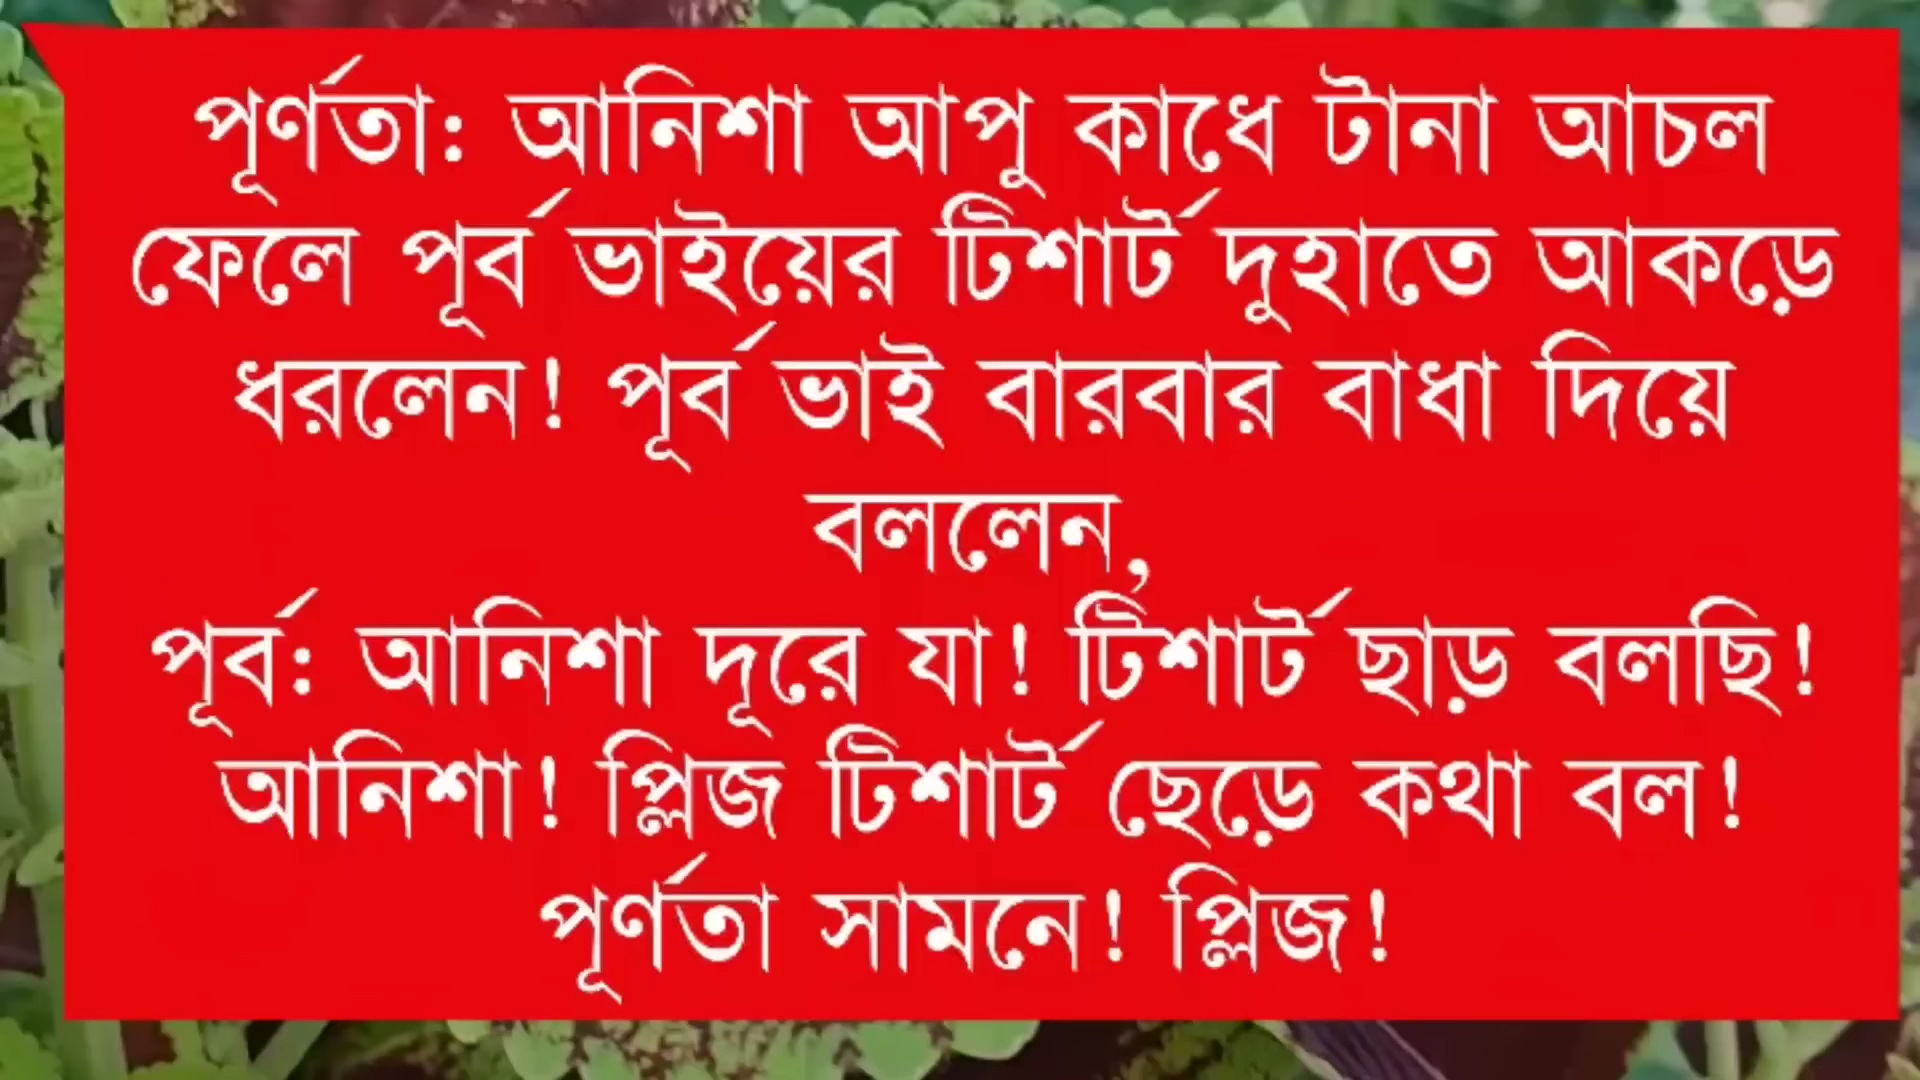 পূর্ণতা: আনিশা আপু কাধে টানা আচল
ফেলে পূর্ব ভাইয়ের টিশার্ট দুহাতে আকড়ে
ধরলেন! পূর্ব ভাই বারবার বাধা দিয়ে
বললেন,
পূর্ব: আনিশা দূরে যা! টিশার্ট ছাড় বলছি!
আনিশা! প্লিজ টিশার্ট ছেড়ে কথা বল!
পূর্ণতা সামনে! প্লিজ!